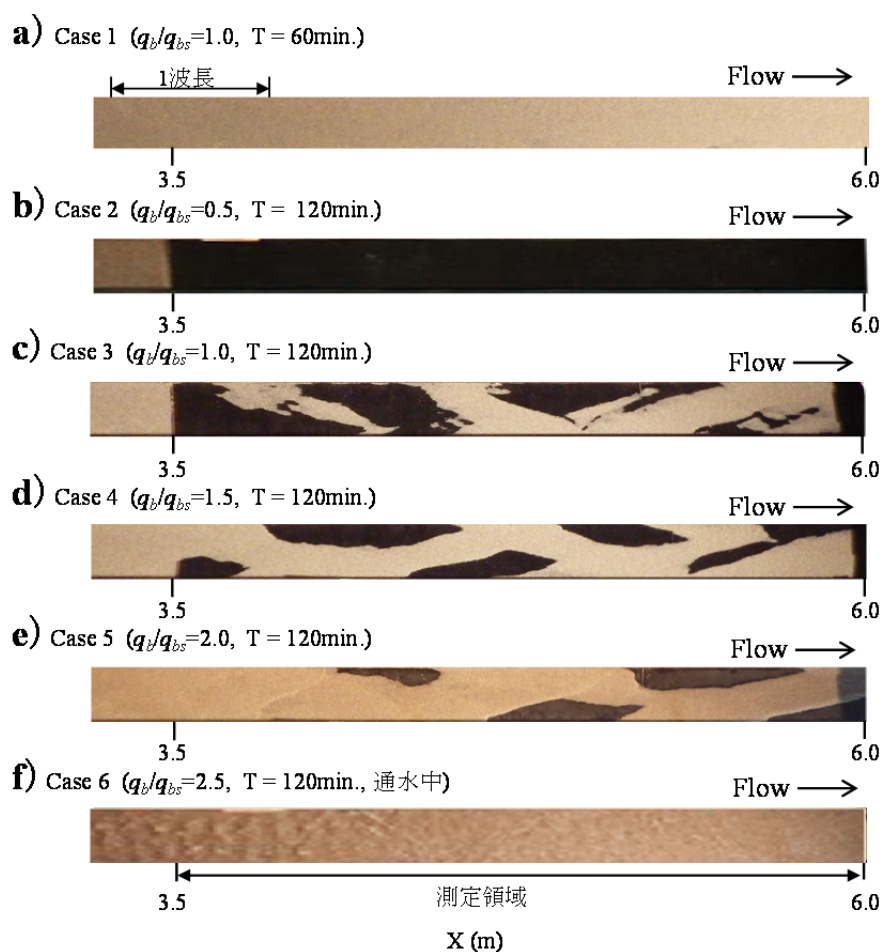 a) Case 1 (qb/qbs=1.0, T = 60min.)
1波長
Flow
3.5 6.0
b) Case 2 (qb/qbs=0.5, T = 120min.)
Flow
3.5 6.0
c) Case 3 (qb/qbs=1.0, T = 120min.)
Flow
3.5 6.0
d) Case 4 (qb/qbs=1.5, T = 120min.)
Flow
3.5 6.0
e) Case 5 (qb/qbs=2.0, T = 120min.)
Flow
3.5 6.0
f) Case 6 (qb/qbs=2.5, T = 120min., 通水中)
Flow
測定領域
3.5 6.0
X (m)